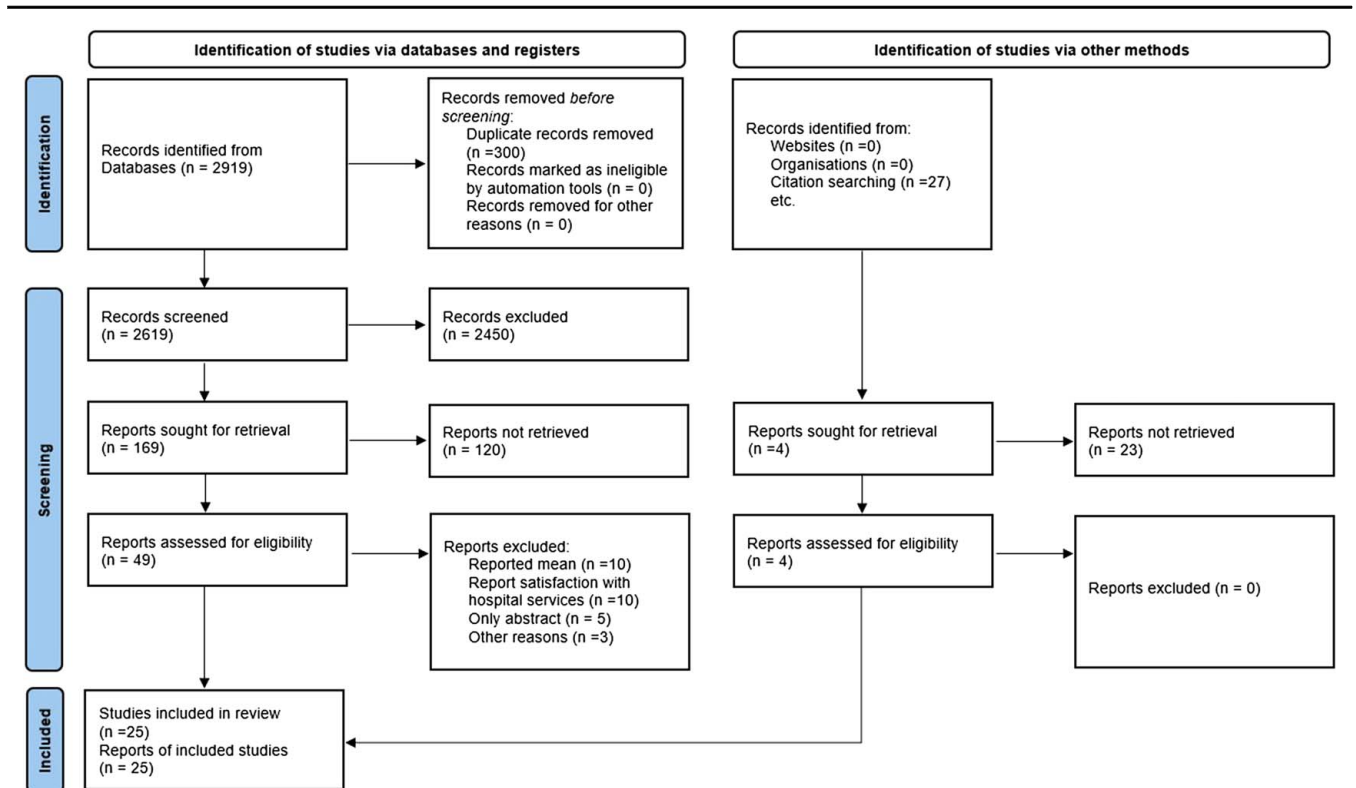 Identification of studies via databases and registers
Identification of studies via other methods
Identification
Records identified from
Databases (n = 2919)
Records removed before
screening:
Duplicate records removed
(n =300)
Records marked as ineligible
by automation tools (n = 0)
Records removed for other
reasons (n = 0)
Records identified from:
Websites (n =0)
Organisations (n =0)
Citation searching (n =27)
etc.
Screening
Records screened
(n = 2619)
Records excluded
(n = 2450)
Reports sought for retrieval
(n = 169)
Reports not retrieved
(n = 120)
Reports sought for retrieval
(n =4)
Reports not retrieved
(n = 23)
Reports assessed for eligibility
(n = 49)
Reports excluded:
Reported mean (n =10)
Report satisfaction with
hospital services (n =10)
Only abstract (n = 5)
Other reasons (n =3)
Reports assessed for eligibility
(n = 4)
Reports excluded (n = 0)
Included
Studies included in review
(n =25)
Reports of included studies
(n = 25)